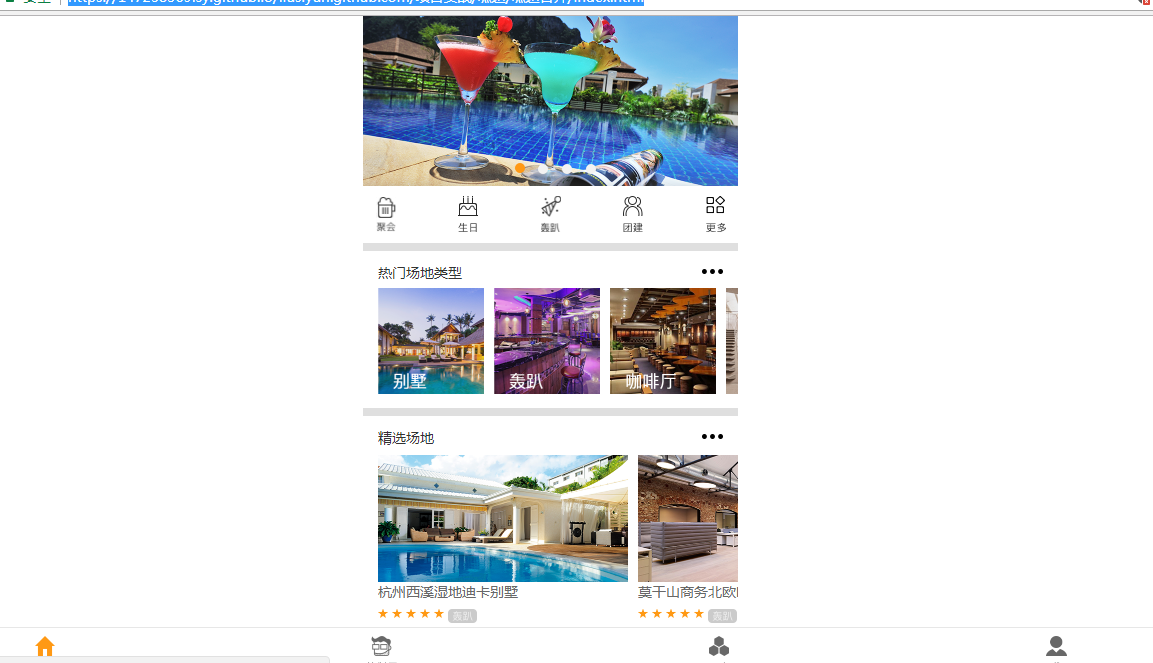 聚会 生日 轰趴 团建 更多
热门场地类型
别墅 轰趴 咖啡厅
精选场地
杭州西溪湿地迪卡别墅 莫干山商务北欧
轰趴 轰趴